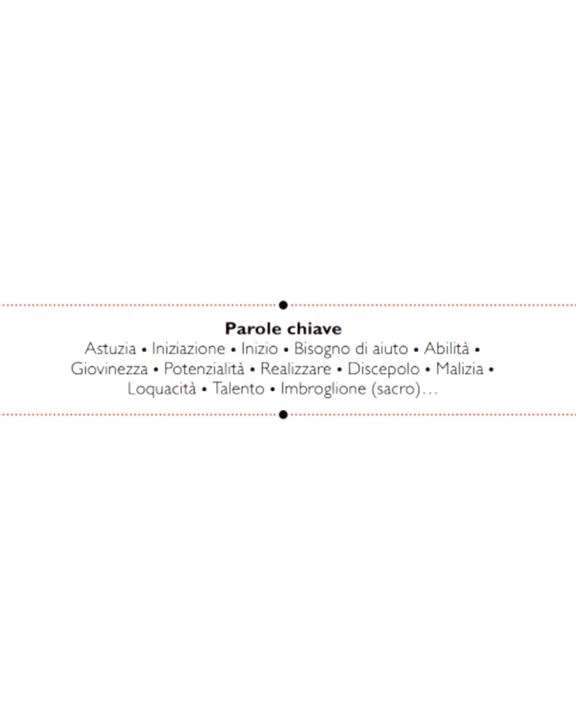 Parole chiave
Astuzia • Iniziazione • Inizio • Bisogno di aiuto • Abilità •
Giovinezza • Potenzialità • Realizzare • Discepolo • Malizia •
Loquacità • Talento • Imbroglione (sacro)…